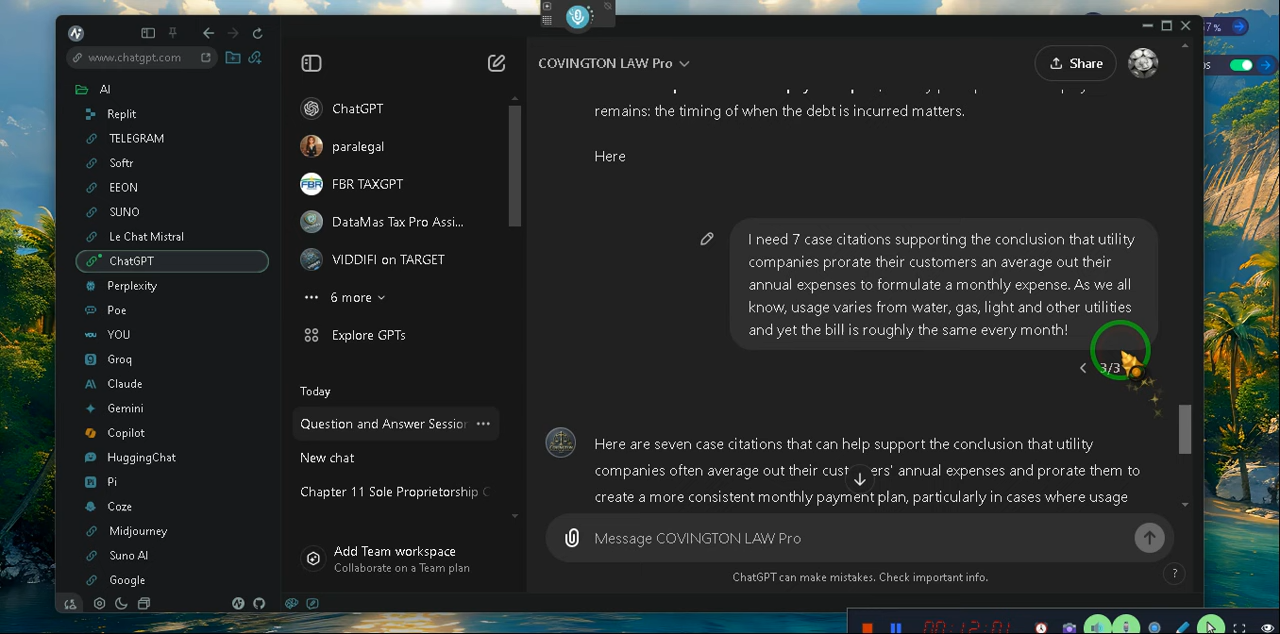 www.chatgpt.com
AI
Replit
TELEGRAM
Softr
EEON
SUNO
Le Chat Mistral
ChatGPT
Perplexity
Poe
YOU
Groq
Claude
Gemini
Copilot
HuggingChat
Pi
Coze
Midjourney
Suno AI
Google
ChatGPT
paralegal
FBR TAXGPT
DataMas Tax Pro Assi...
VIDDIFI on TARGET
6 more
Explore GPTs
Today
Question and Answer Session
New chat
Chapter 11 Sole Proprietorship
Add Team workspace
Collaborate on a Team plan
COVINGTON LAW Pro
Share
7%
remains: the timing of when the debt is incurred matters.
Here
I need 7 case citations supporting the conclusion that utility
companies prorate their customers an average out their
annual expenses to formulate a monthly expense. As we all
know, usage varies from water, gas, light and other utilities
and yet the bill is roughly the same every month!
3/3
Here are seven case citations that can help support the conclusion that utility
companies often average out their customers' annual expenses and prorate them to
create a more consistent monthly payment plan, particularly in cases where usage
Message COVINGTON LAW Pro
ChatGPT can make mistakes. Check important info.
?
00:12:01